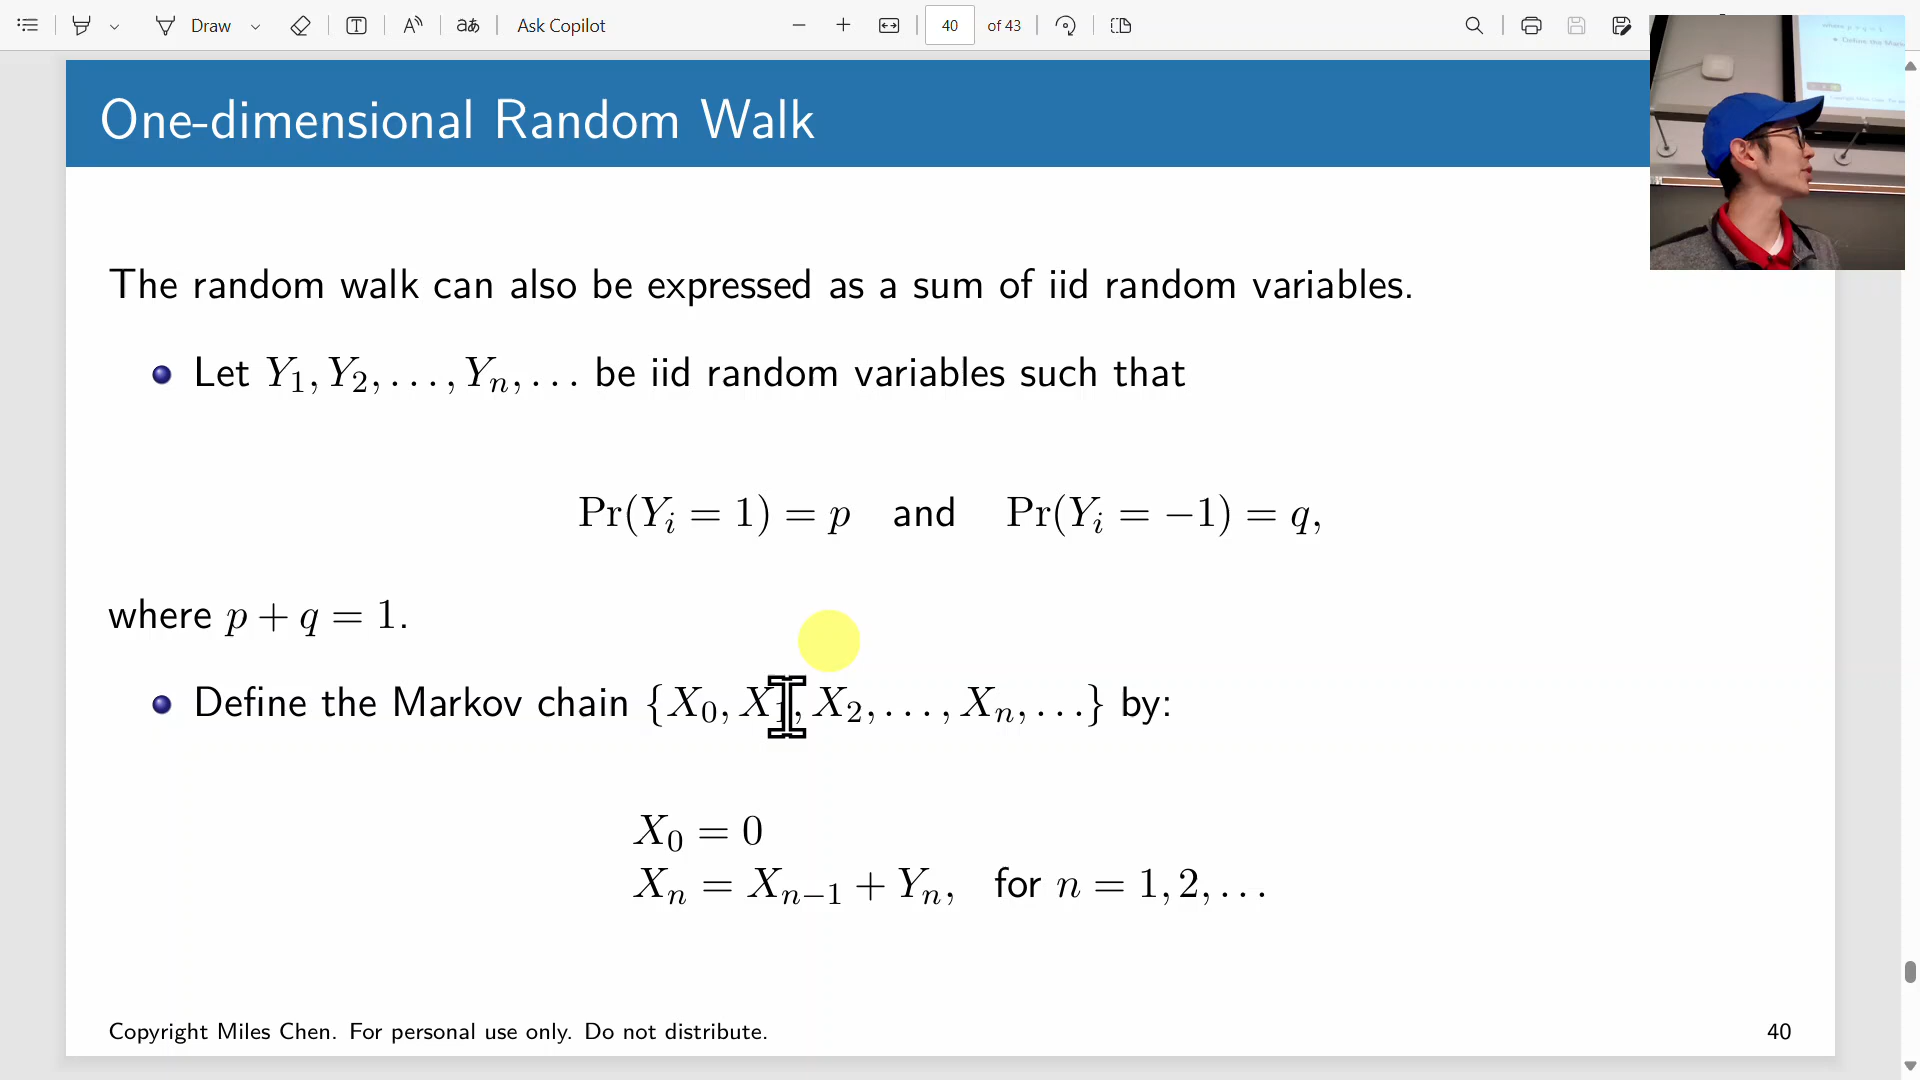 Draw
Ask Copilot
40 of 43
One-dimensional Random Walk
The random walk can also be expressed as a sum of iid random variables.
Let Y₁, Y₂, . . . , Yₙ, . . . be iid random variables such that
Pr(Yᵢ = 1) = p and Pr(Yᵢ = −1) = q,
where p + q = 1.
Define the Markov chain {X₀, X₁, X₂, . . . , Xₙ, . . .} by:
X₀ = 0
Xₙ = Xₙ₋₁ + Yₙ, for n = 1, 2, . . .
Copyright Miles Chen. For personal use only. Do not distribute.
40